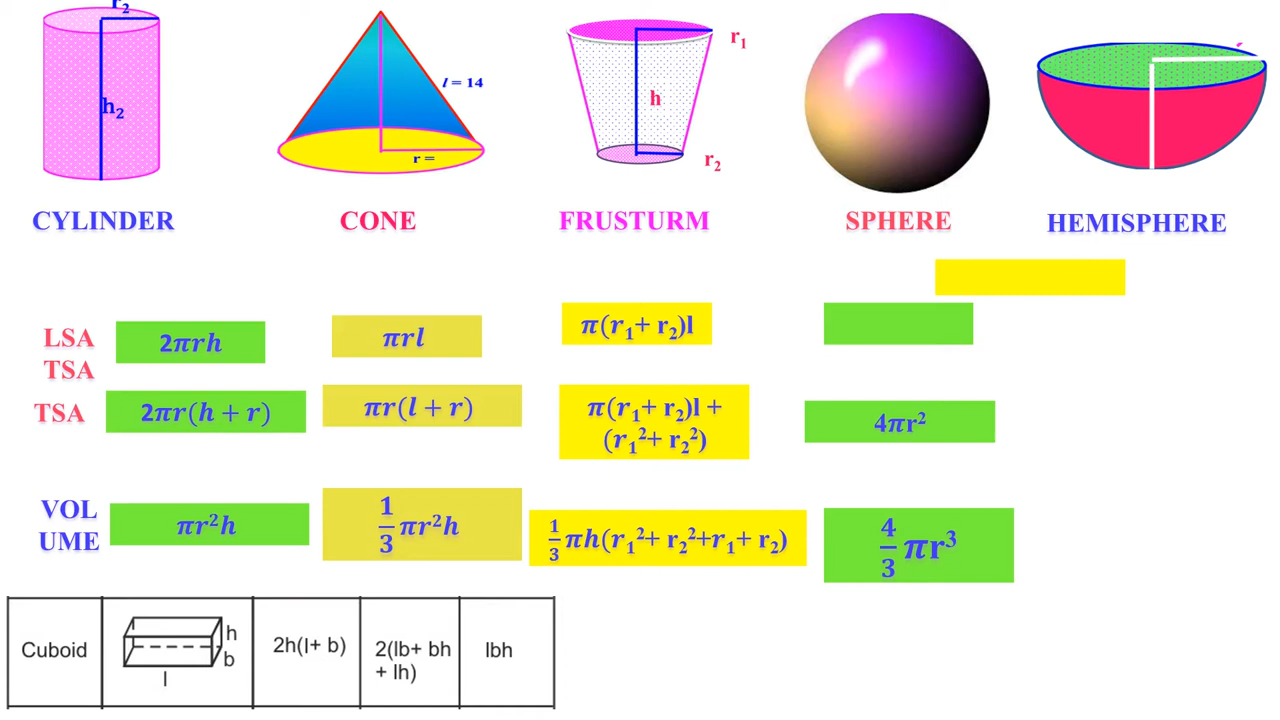 r₂
h₂
l = 14
r =
r₁
h
r₂
CYLINDER
CONE
FRUSTURM
SPHERE
HEMISPHERE
LSA
TSA
2πrh
πrl
π(r₁+ r₂)l
TSA
2πr(h + r)
πr(l + r)
π(r₁+ r₂)l +
(r₁²+ r₂²)
4πr²
VOL
UME
πr²h
1/3 πr²h
1/3 πh(r₁²+ r₂²+r₁+ r₂)
4/3 πr³
Cuboid
h
b
l
2h(l+ b)
2(lb+ bh
+ lh)
lbh